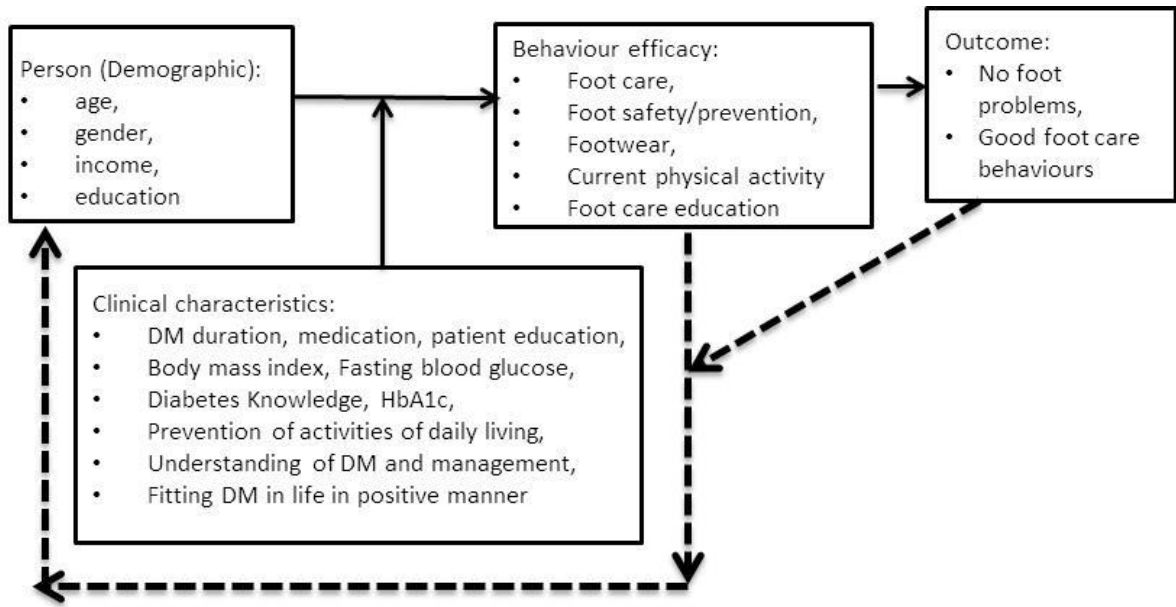 Person (Demographic):
• age,
• gender,
• income,
• education
Behaviour efficacy:
• Foot care,
• Foot safety/prevention,
• Footwear,
• Current physical activity
• Foot care education
Outcome:
• No foot
problems,
• Good foot care
behaviours
Clinical characteristics:
• DM duration, medication, patient education,
• Body mass index, Fasting blood glucose,
• Diabetes Knowledge, HbA1c,
• Prevention of activities of daily living,
• Understanding of DM and management,
• Fitting DM in life in positive manner